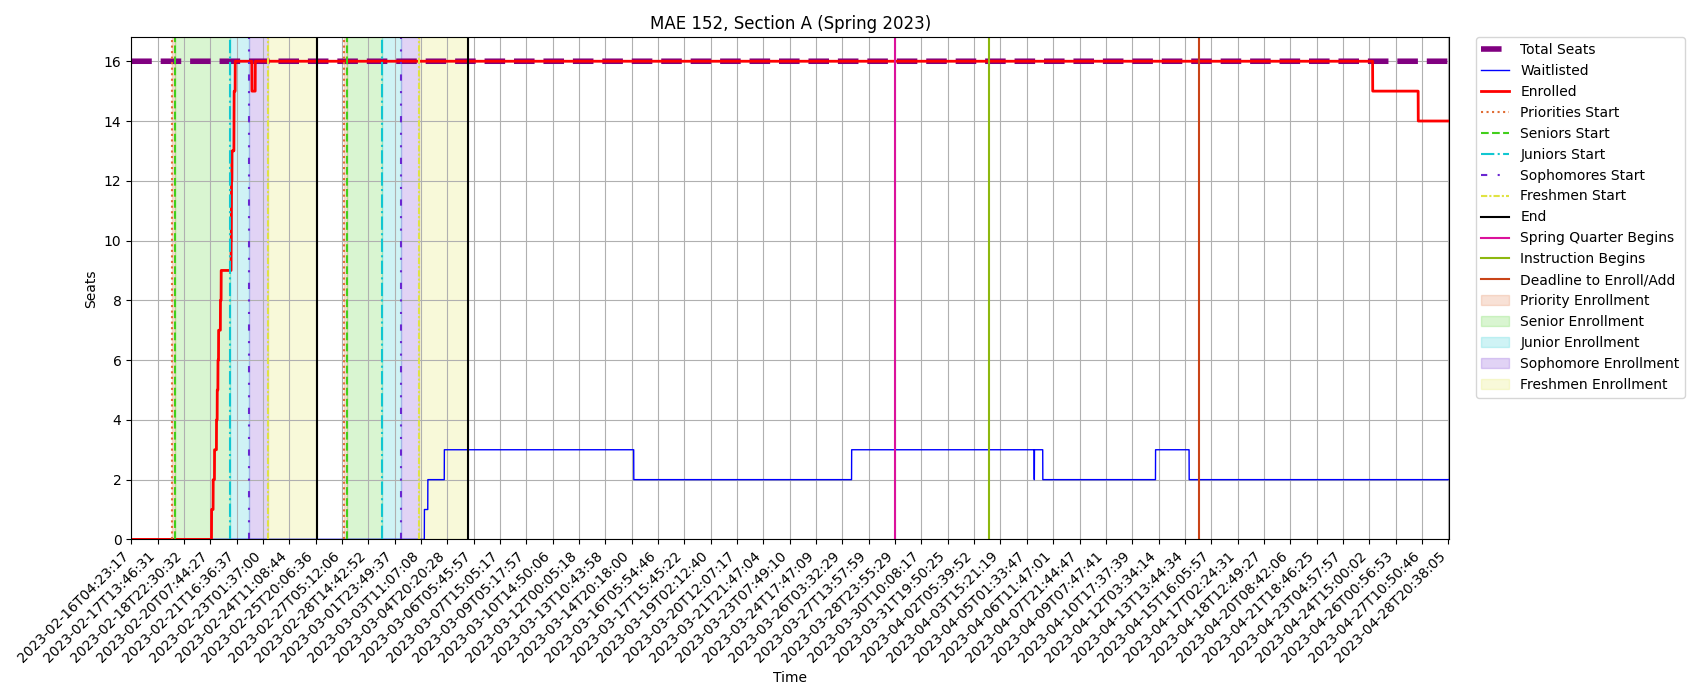 MAE 152, Section A (Spring 2023)
Seats
16
14
12
10
8
6
4
2
0
2023-02-16T04:23:17
2023-02-17T13:46:31
2023-02-18T22:30:32
2023-02-20T07:44:27
2023-02-21T16:36:37
2023-02-23T01:37:00
2023-02-24T11:08:44
2023-02-25T20:06:36
2023-02-27T05:12:06
2023-02-28T14:42:52
2023-03-01T23:49:37
2023-03-03T11:07:08
2023-03-04T20:20:28
2023-03-06T05:45:57
2023-03-07T15:05:17
2023-03-09T05:17:57
2023-03-10T14:50:06
2023-03-12T00:05:18
2023-03-13T10:43:58
2023-03-14T20:18:00
2023-03-16T05:54:46
2023-03-17T15:45:22
2023-03-19T02:12:40
2023-03-20T12:07:17
2023-03-21T21:47:04
2023-03-23T07:49:10
2023-03-24T17:47:09
2023-03-26T03:32:29
2023-03-27T13:57:59
2023-03-28T23:55:29
2023-03-30T10:08:17
2023-03-31T19:50:25
2023-04-02T05:39:52
2023-04-03T15:21:19
2023-04-05T01:33:47
2023-04-06T11:47:01
2023-04-07T21:44:47
2023-04-09T07:47:41
2023-04-10T17:37:39
2023-04-12T03:34:14
2023-04-13T13:44:34
2023-04-15T16:05:57
2023-04-17T02:24:31
2023-04-18T12:49:27
2023-04-20T08:42:06
2023-04-21T18:46:25
2023-04-23T04:57:57
2023-04-24T15:00:02
2023-04-26T00:56:53
2023-04-27T10:50:46
2023-04-28T20:38:05
Time
Total Seats
Waitlisted
Enrolled
Priorities Start
Seniors Start
Juniors Start
Sophomores Start
Freshmen Start
End
Spring Quarter Begins
Instruction Begins
Deadline to Enroll/Add
Priority Enrollment
Senior Enrollment
Junior Enrollment
Sophomore Enrollment
Freshmen Enrollment